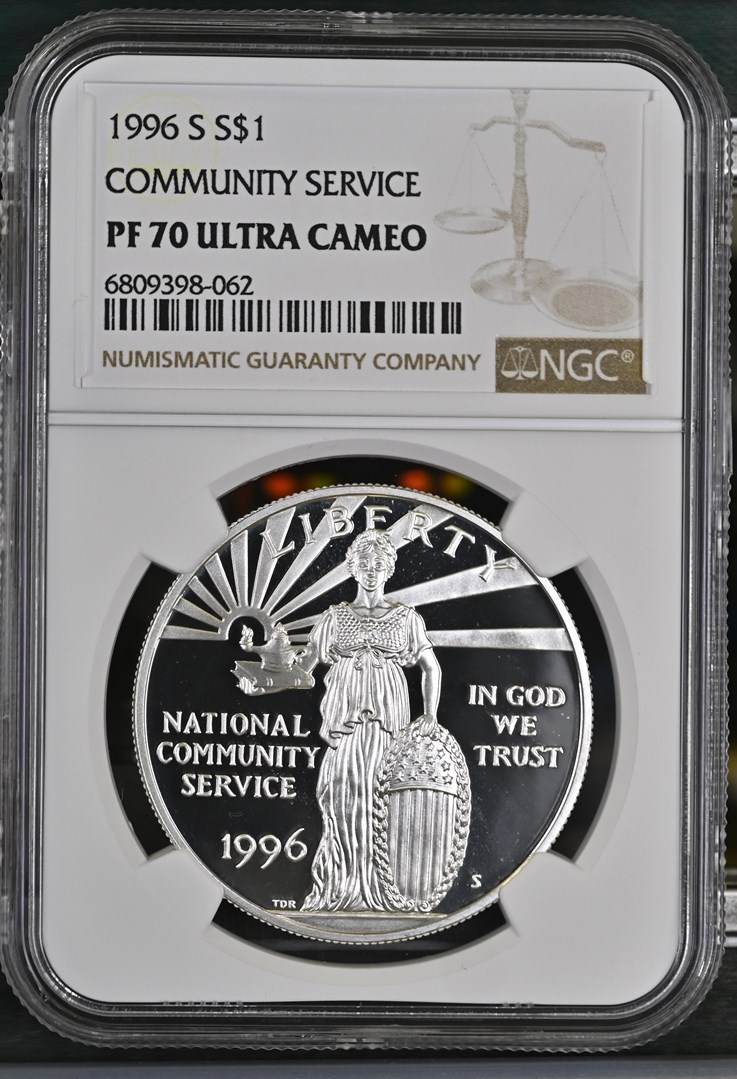 1996 S S$1
COMMUNITY SERVICE
PF 70 ULTRA CAMEO
6809398-062
NUMISMATIC GUARANTY COMPANY
NGC®
LIBERTY
NATIONAL
COMMUNITY
SERVICE
1996
IN GOD
WE
TRUST
TDR
S